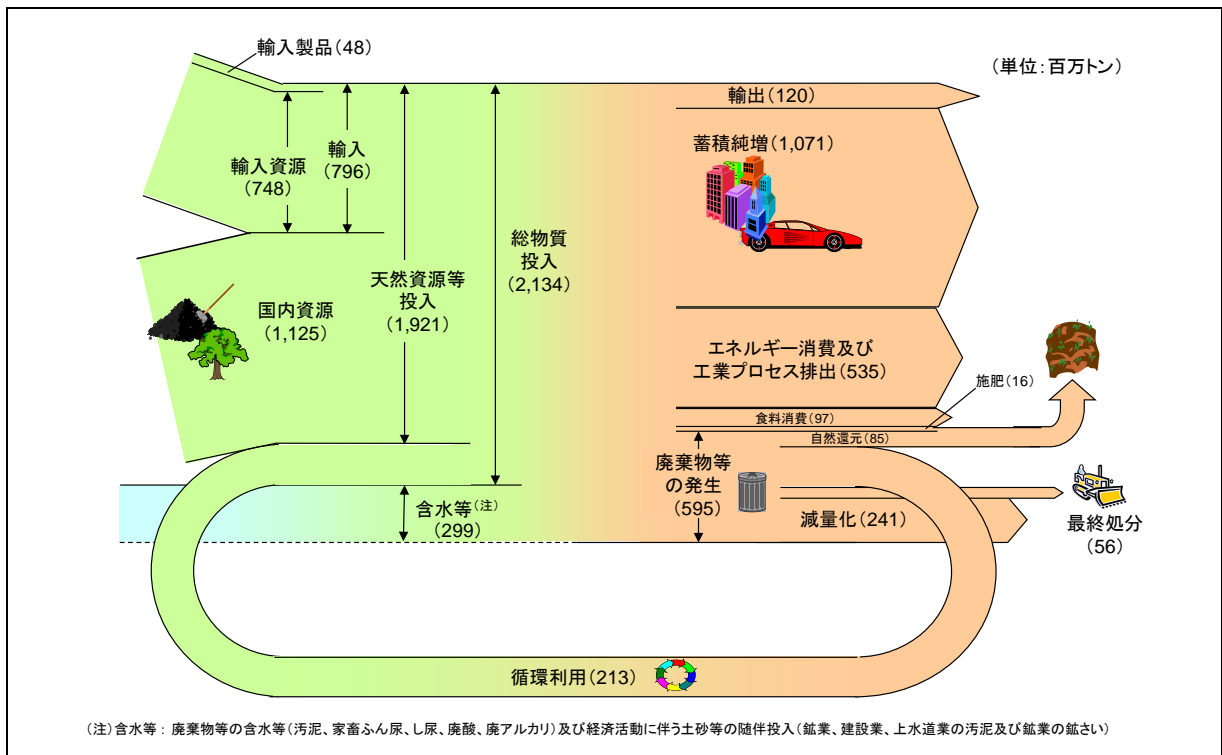 輸入製品(48)
(単位:百万トン)
輸出(120)
蓄積純増(1,071)
輸入資源
(748)
輸入
(796)
総物質
投入
(2,134)
天然資源等
投入
(1,921)
国内資源
(1,125)
エネルギー消費及び
工業プロセス排出(535)
施肥(16)
食料消費(97)
自然還元(85)
廃棄物等
の発生
(595)
含水等(注)
(299)
減量化(241)
最終処分
(56)
循環利用(213)
(注)含水等: 廃棄物等の含水等(汚泥、家畜ふん尿、し尿、廃酸、廃アルカリ)及び経済活動に伴う土砂等の随伴投入(鉱業、建設業、上水道業の汚泥及び鉱業の鉱さい)